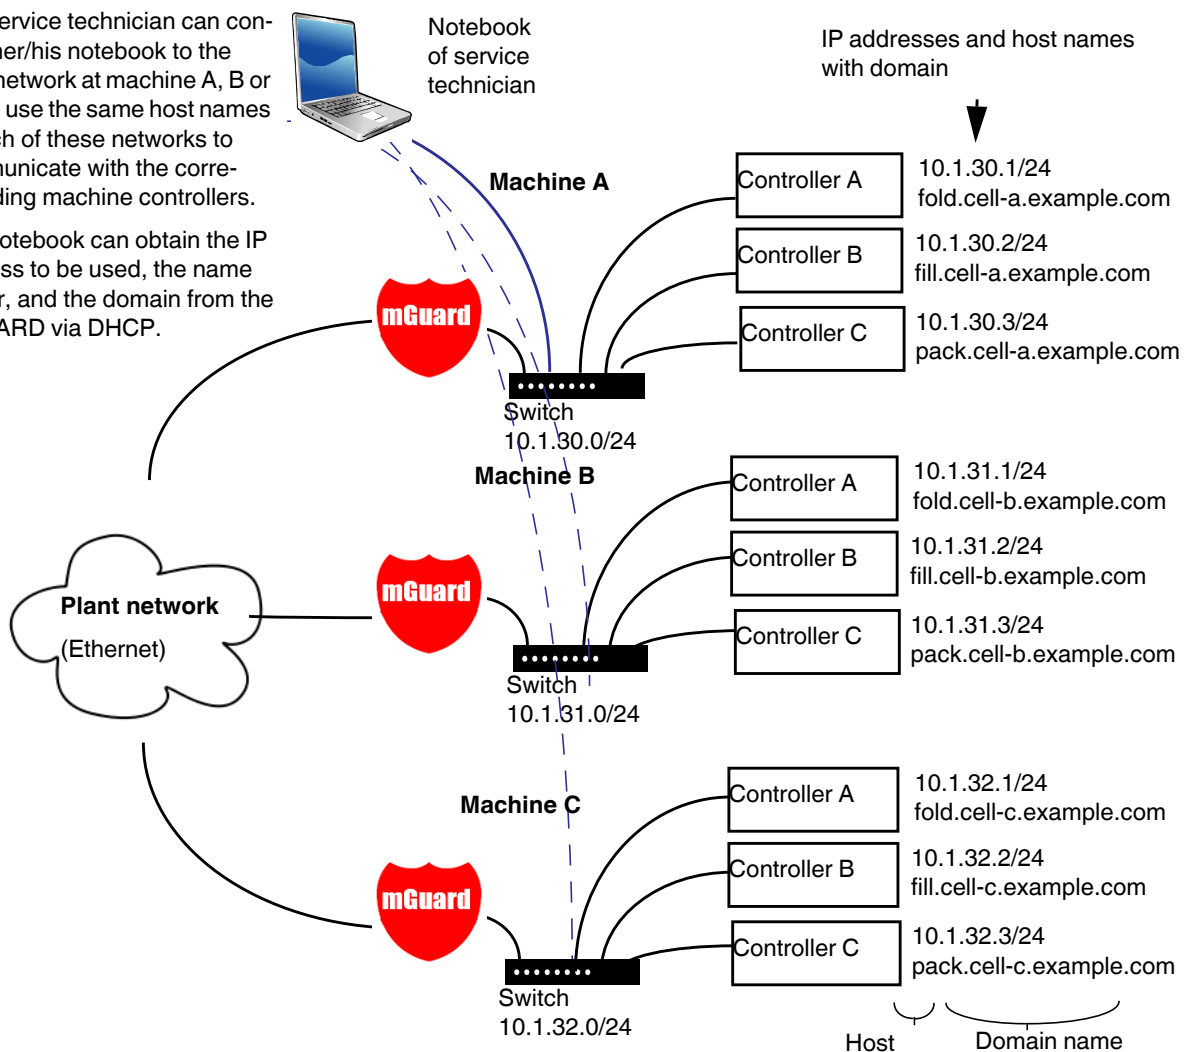 ervice technician can con-
her/his notebook to the
network at machine A, B or
use the same host names
ch of these networks to
municate with the corre-
ding machine controllers.
otebook can obtain the IP
ess to be used, the name
r, and the domain from the
ARD via DHCP.
Notebook
of service
technician
IP addresses and host names
with domain
Machine A
mGuard
Switch
10.1.30.0/24
Controller A
10.1.30.1/24
fold.cell-a.example.com
Controller B
10.1.30.2/24
fill.cell-a.example.com
Controller C
10.1.30.3/24
pack.cell-a.example.com
Machine B
Plant network
(Ethernet)
mGuard
Switch
10.1.31.0/24
Controller A
10.1.31.1/24
fold.cell-b.example.com
Controller B
10.1.31.2/24
fill.cell-b.example.com
Controller C
10.1.31.3/24
pack.cell-b.example.com
Machine C
mGuard
Switch
10.1.32.0/24
Controller A
10.1.32.1/24
fold.cell-c.example.com
Controller B
10.1.32.2/24
fill.cell-c.example.com
Controller C
10.1.32.3/24
pack.cell-c.example.com
Host
Domain name